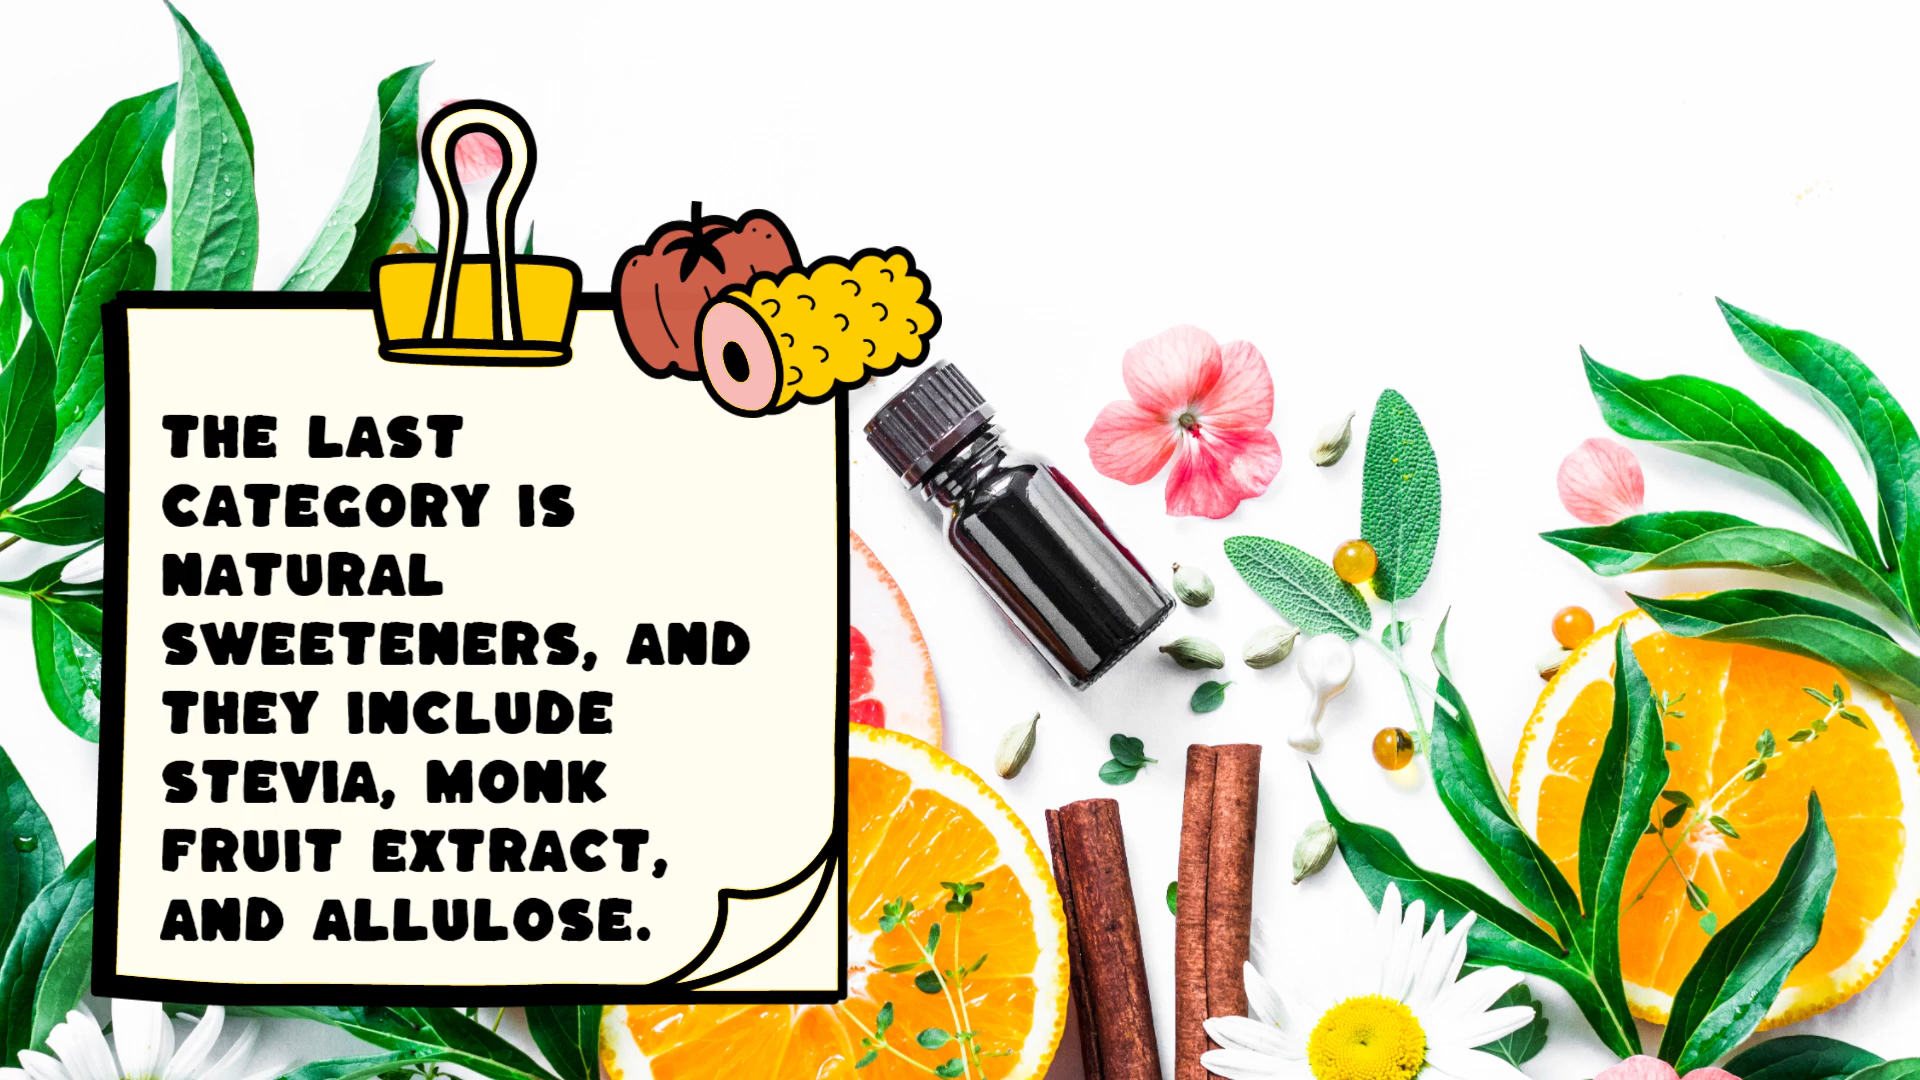 THE LAST
CATEGORY IS
NATURAL
SWEETENERS, AND
THEY INCLUDE
STEVIA, MONK
FRUIT EXTRACT,
AND ALLULOSE.